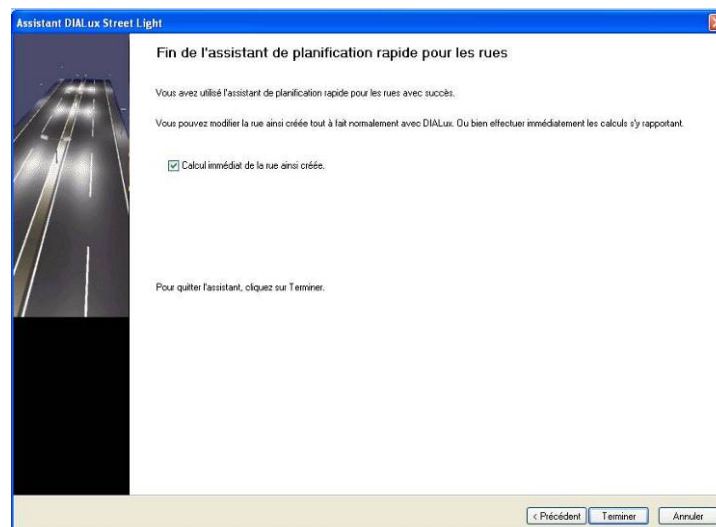 Assistant DIALux Street Light
Fin de l'assistant de planification rapide pour les rues
Vous avez utilisé l'assistant de planification rapide pour les rues avec succès.
Vous pouvez modifier la rue ainsi créée tout à fait normalement avec DIALux. Ou bien effectuer immédiatement les calculs s'y rapportant.
Calcul immédiat de la rue ainsi créée.
Pour quitter l'assistant, cliquez sur Terminer.
< Précédent Terminer Annuler